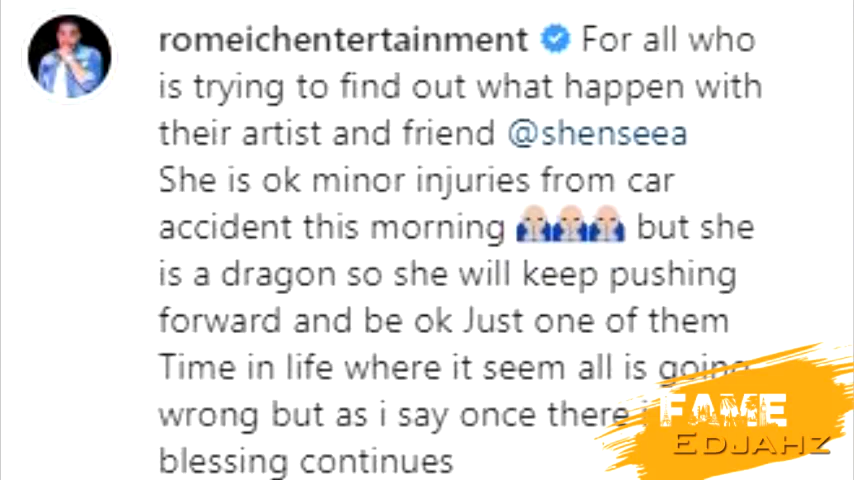 romeichentertainment For all who
is trying to find out what happen with
their artist and friend @shenseea
She is ok minor injuries from car
accident this morning but she
is a dragon so she will keep pushing
forward and be ok Just one of them
Time in life where it seem all is going
wrong but as i say once there
blessing continues
FAME
EDJAHZ